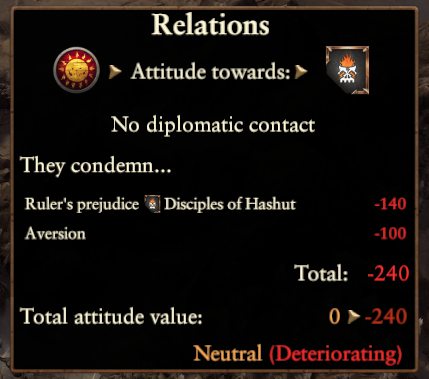 Relations
Attitude towards:
No diplomatic contact
They condemn...
Ruler's prejudice Disciples of Hashut -140
Aversion -100
Total: -240
Total attitude value: 0 -240
Neutral (Deteriorating)